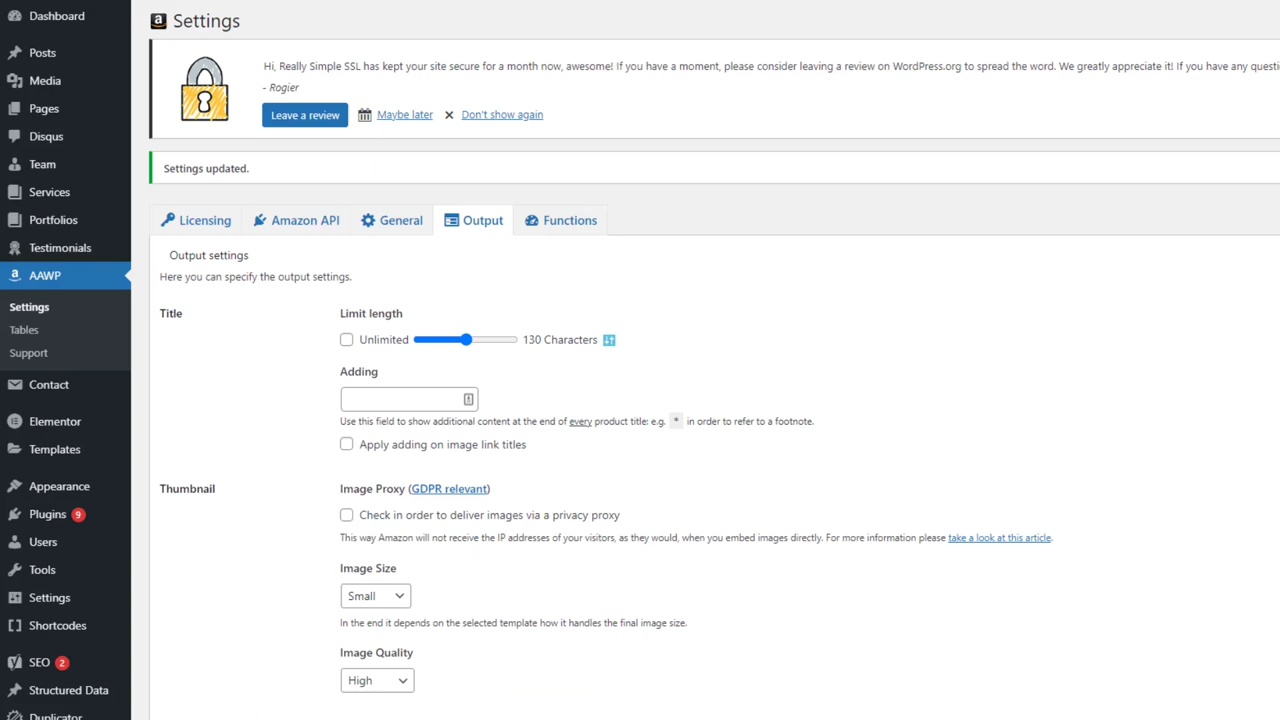 Dashboard
Posts
Media
Pages
Disqus
Team
Services
Portfolios
Testimonials
AAWP
Settings
Tables
Support
Contact
Elementor
Templates
Appearance
Plugins 9
Users
Tools
Settings
Shortcodes
SEO 2
Structured Data
Duplicator
a Settings
Hi, Really Simple SSL has kept your site secure for a month now, awesome! If you have a moment, please consider leaving a review on WordPress.org to spread the word. We greatly appreciate it! If you have any
- Rogier
Leave a review Maybe later Don't show again
Settings updated.
Licensing Amazon API General Output Functions
Output settings
Here you can specify the output settings.
Title
Limit length
Unlimited 130 Characters
Adding
Use this field to show additional content at the end of every product title: e.g. * in order to refer to a footnote.
Apply adding on image link titles
Thumbnail
Image Proxy (GDPR relevant)
Check in order to deliver images via a privacy proxy
This way Amazon will not receive the IP addresses of your visitors, as they would, when you embed images directly. For more information please take a look at this article.
Image Size
Small
In the end it depends on the selected template how it handles the final image size.
Image Quality
High